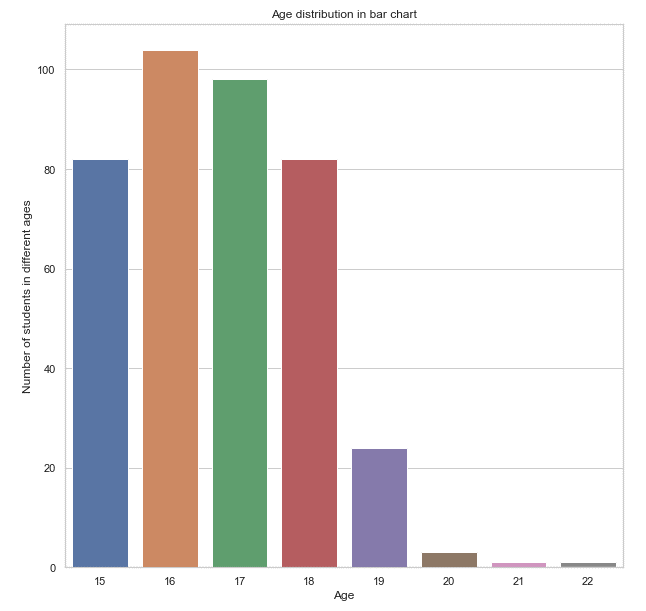 Age distribution in bar chart
Number of students in different ages
100
80
60
40
20
0
15 16 17 18 19 20 21 22
Age